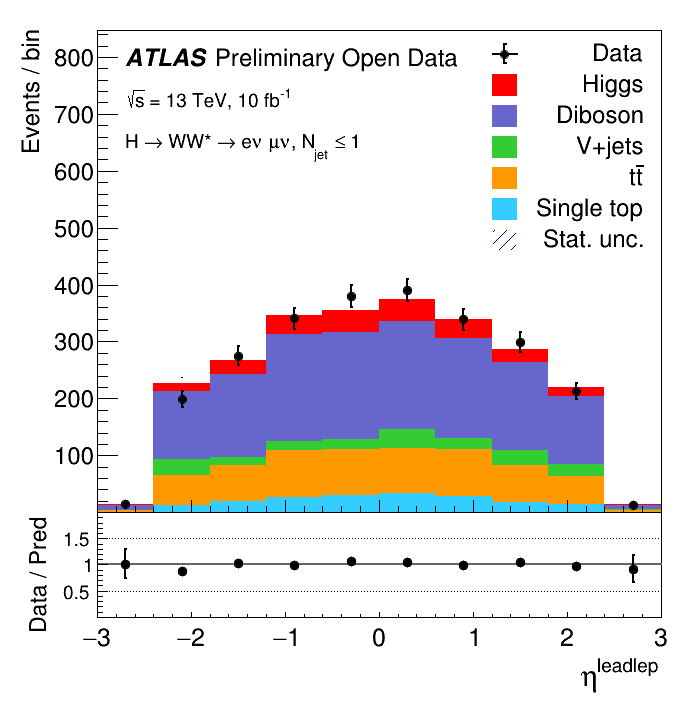 Events / bin
800
700
600
500
400
300
200
100
ATLAS Preliminary Open Data
√s = 13 TeV, 10 fb⁻¹
H → WW* → eν μν, N_jet ≤ 1
Data
Higgs
Diboson
V+jets
tt̄
Single top
Stat. unc.
Data / Pred
1.5
1
0.5
−3 −2 −1 0 1 2 3
η^leadlep